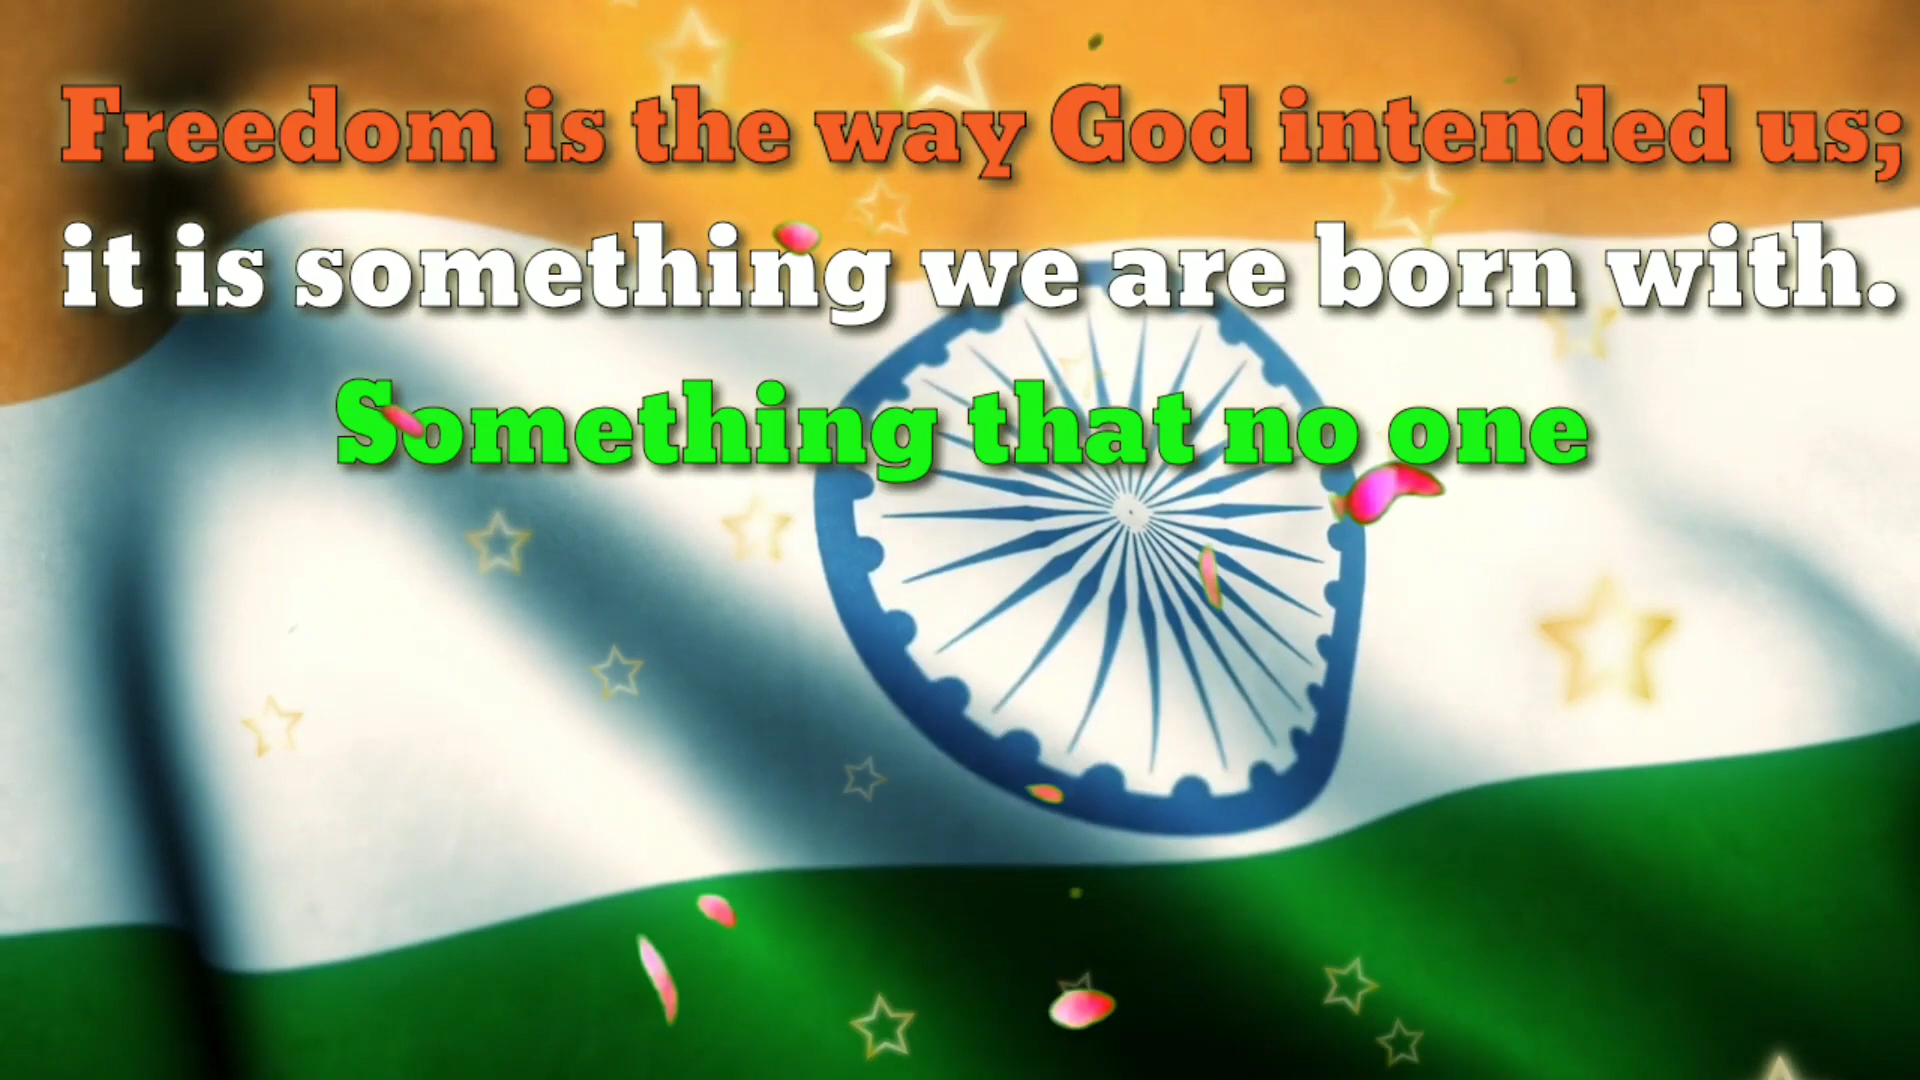 Freedom is the way God intended us;
it is something we are born with.
Something that no one